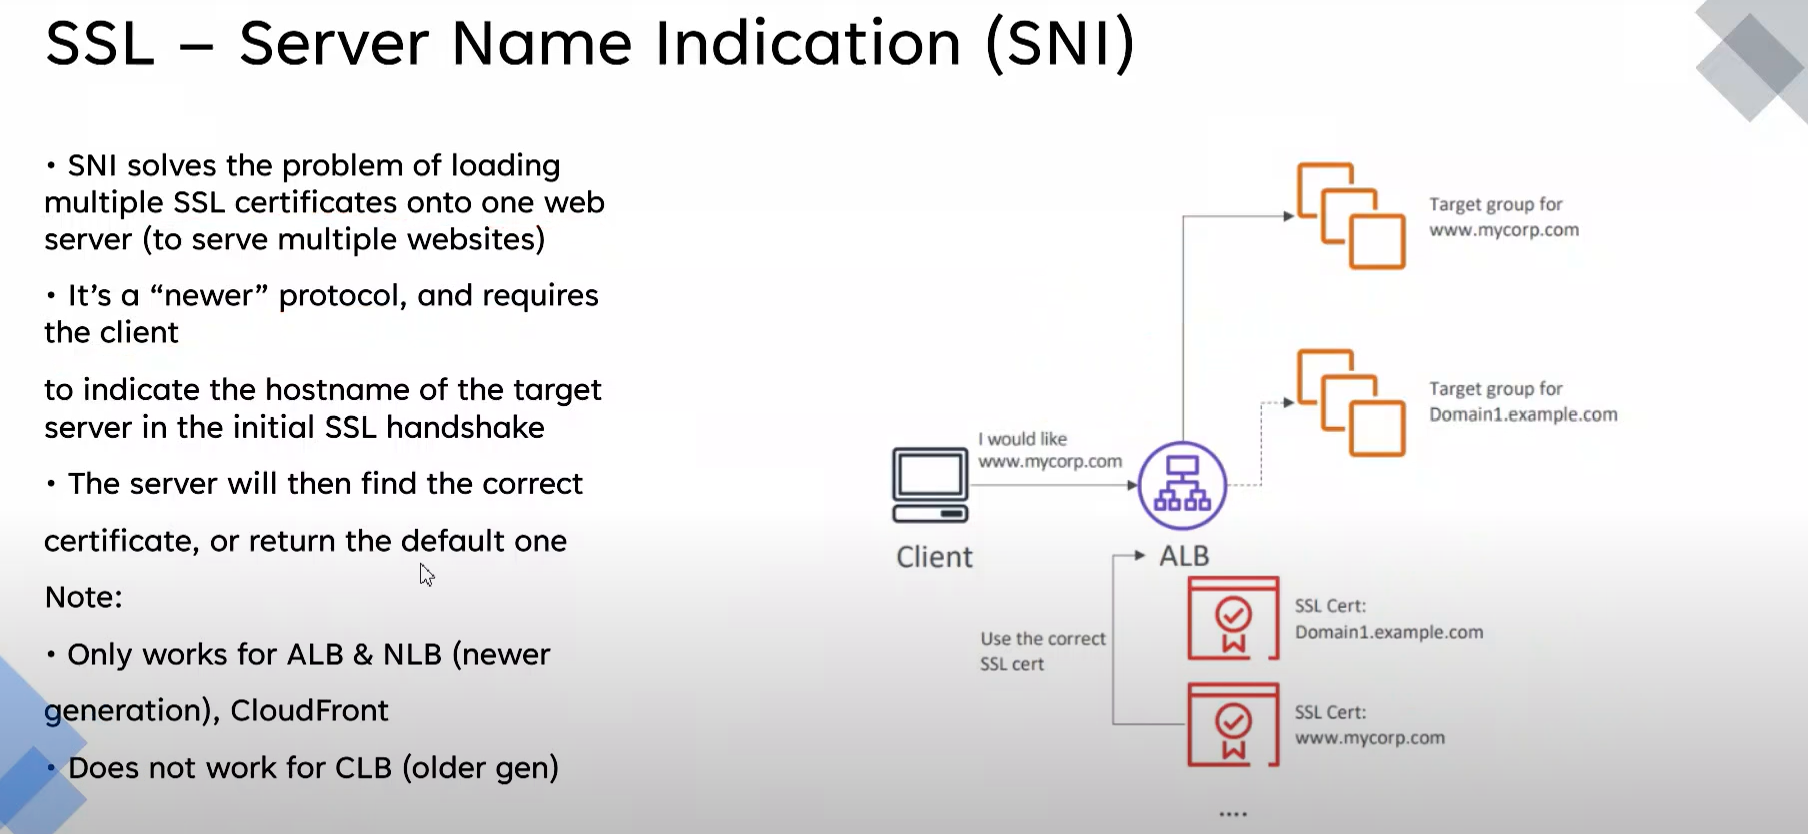 SSL – Server Name Indication (SNI)
• SNI solves the problem of loading
multiple SSL certificates onto one web
server (to serve multiple websites)
• It’s a “newer” protocol, and requires
the client
to indicate the hostname of the target
server in the initial SSL handshake
• The server will then find the correct
certificate, or return the default one
Note:
• Only works for ALB & NLB (newer
generation), CloudFront
• Does not work for CLB (older gen)
Target group for
www.mycorp.com
Target group for
Domain1.example.com
I would like
www.mycorp.com
Client
ALB
Use the correct
SSL cert
SSL Cert:
Domain1.example.com
SSL Cert:
www.mycorp.com
....